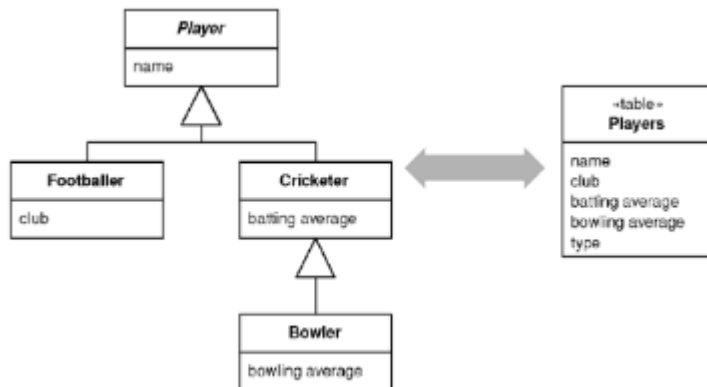 Player
name
Footballer
club
Cricketer
batting average
Bowler
bowling average
«table»
Players
name
club
batting average
bowling average
type